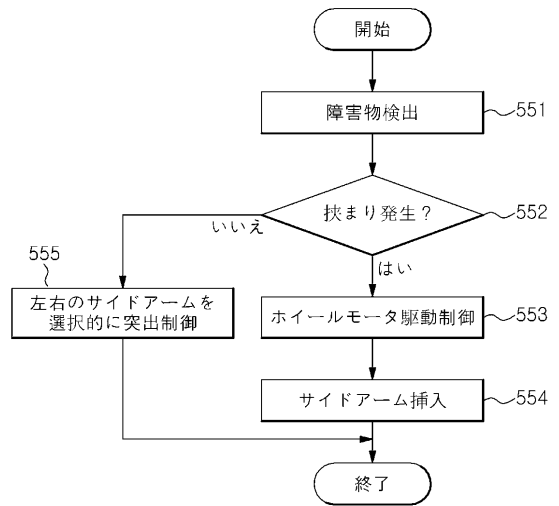 開始
障害物検出
551
挟まり発生？
552
いいえ
はい
555
左右のサイドアームを
選択的に突出制御
ホイールモータ駆動制御
553
サイドアーム挿入
554
終了